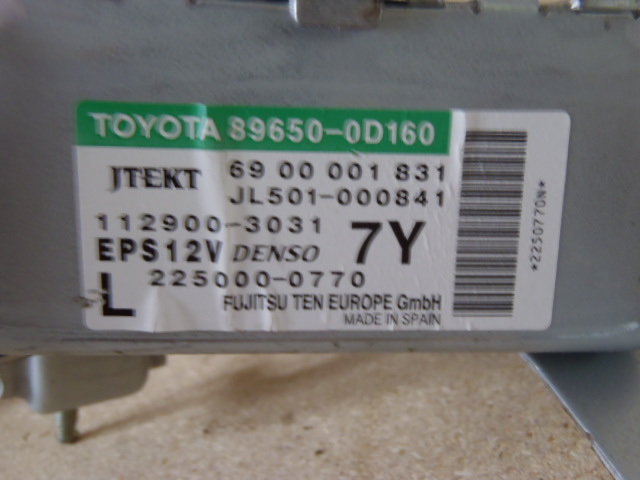 TOYOTA 89650-0D160
JTEKT 69 00 001 831
JL501-000841
112900-3031
EPS12V DENSO 7Y
L 225000-0770
FUJITSU TEN EUROPE GmbH
MADE IN SPAIN
*2250770N*